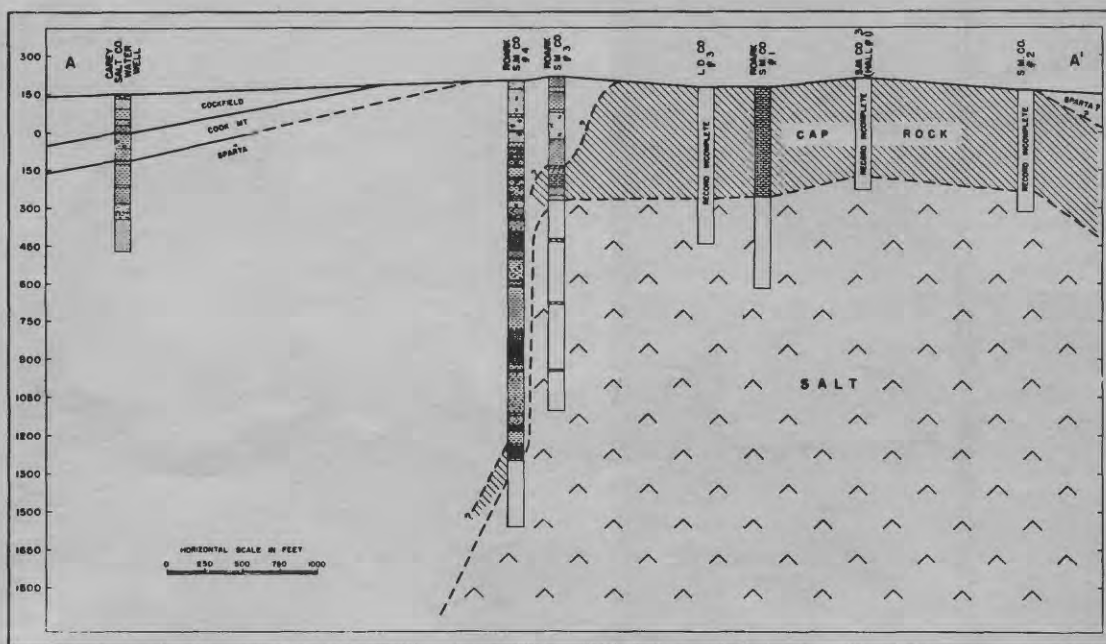 A
CAREY
SALT CO.
WATER
WELL
ROARK
S.M. CO.
#4
ROARK
S.M. CO
#3
L.D. CO
#3
ROARK
S.M. CO
#1
S.M. CO. 3
(HALL #1)
S.M. CO.
#2
A'
300
150
0
150
300
450
600
750
900
1050
1200
1300
1500
1650
1800
COCKFIELD
COOK MT
SPARTA
?
?
?
RECORD INCOMPLETE
RECORD INCOMPLETE
RECORD INCOMPLETE
CAP ROCK
SPARTA ?
SALT
HORIZONTAL SCALE IN FEET
0 250 500 750 1000